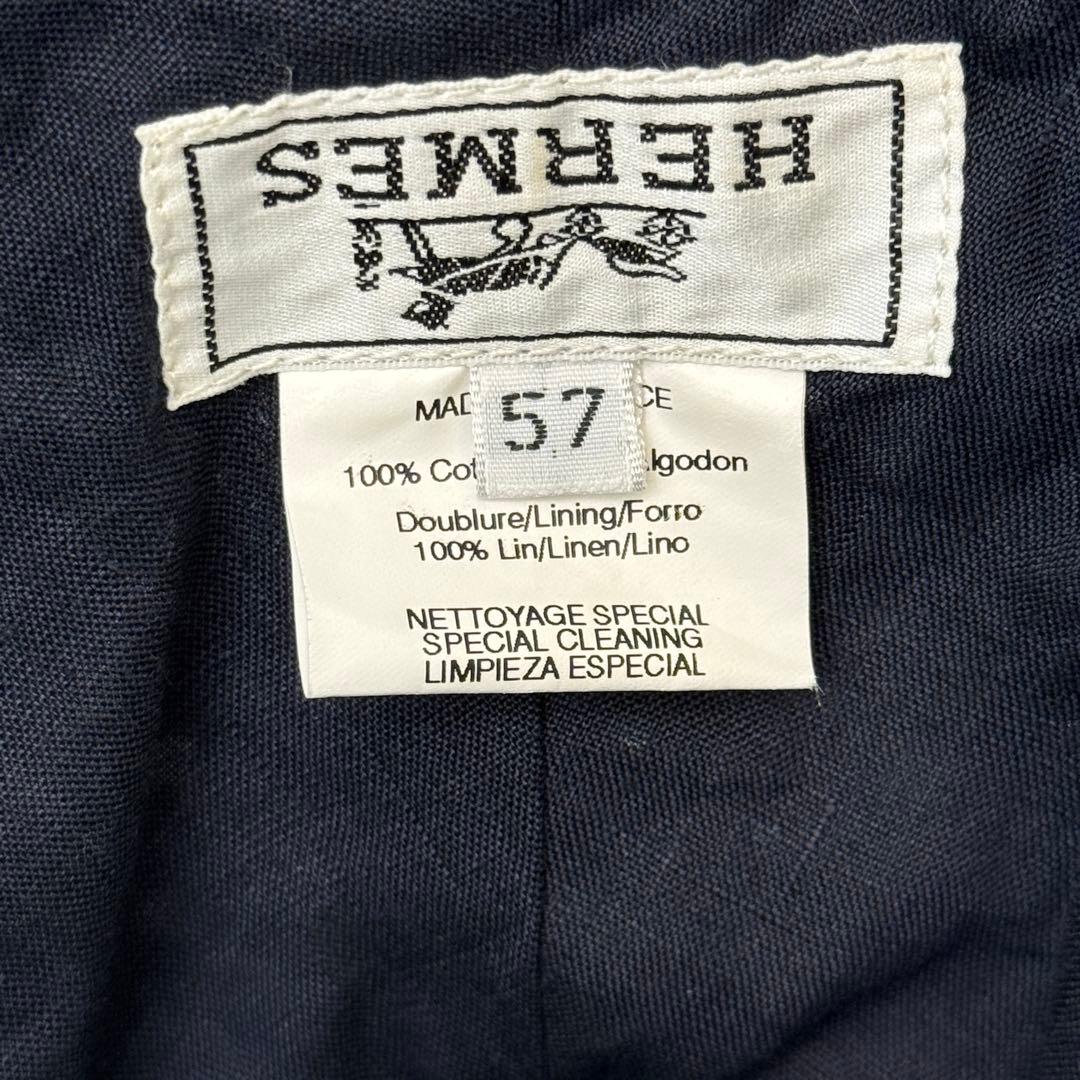 HERMES
57
MAD CE
100% Cot lgodon
Doublure/Lining/Forro
100% Lin/Linen/Lino
NETTOYAGE SPECIAL
SPECIAL CLEANING
LIMPIEZA ESPECIAL